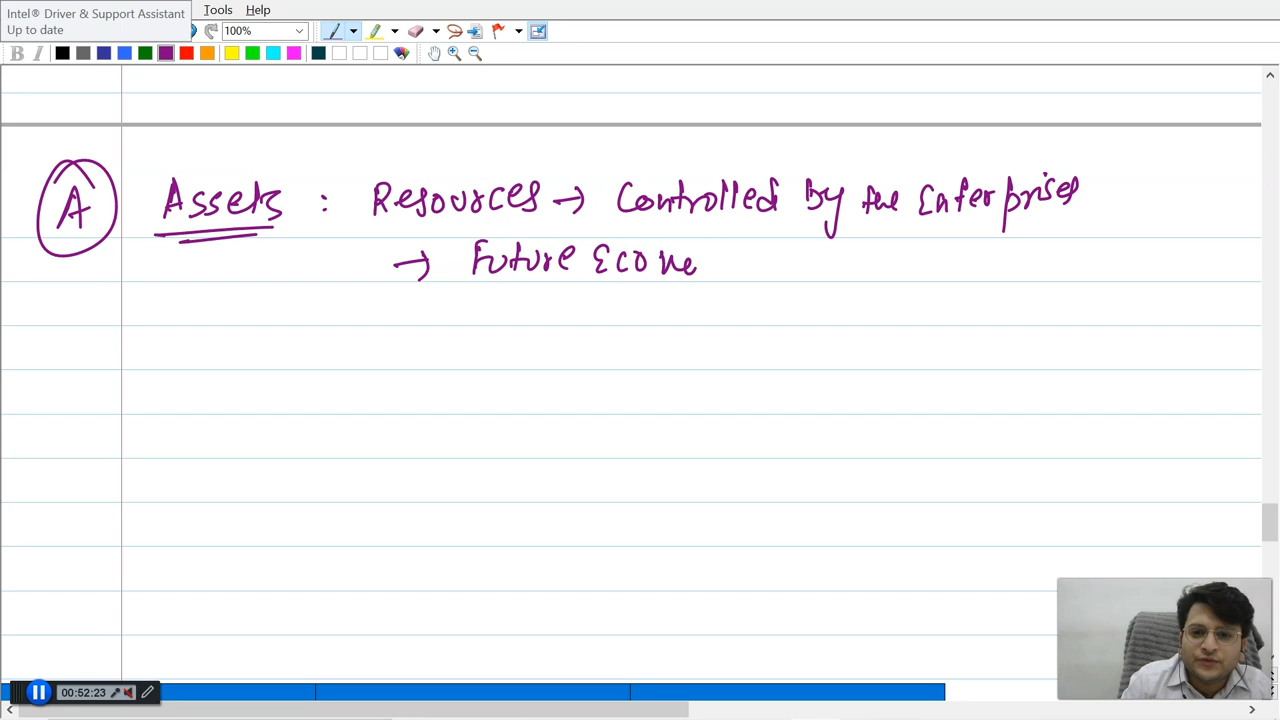 Intel® Driver & Support Assistant
Up to date
Tools Help
100%
B I
A Assets : Resources → Controlled by the Enterprises
→ Future Econo
00:52:23